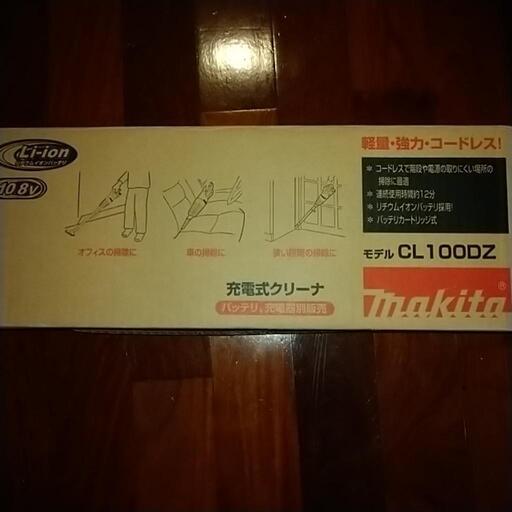 Li-ion
リチウムイオンバッテリ
10.8V
オフィスの掃除に
車の掃除に
狭い隙間の掃除に
充電式クリーナ
バッテリ、充電器別販売
軽量・強力・コードレス!
* コードレスで階段や電源の取りにくい場所の
掃除に最適
* 連続使用時間約12分
* リチウムイオンバッテリ採用!
* バッテリカートリッジ式
モデル CL100DZ
makita®